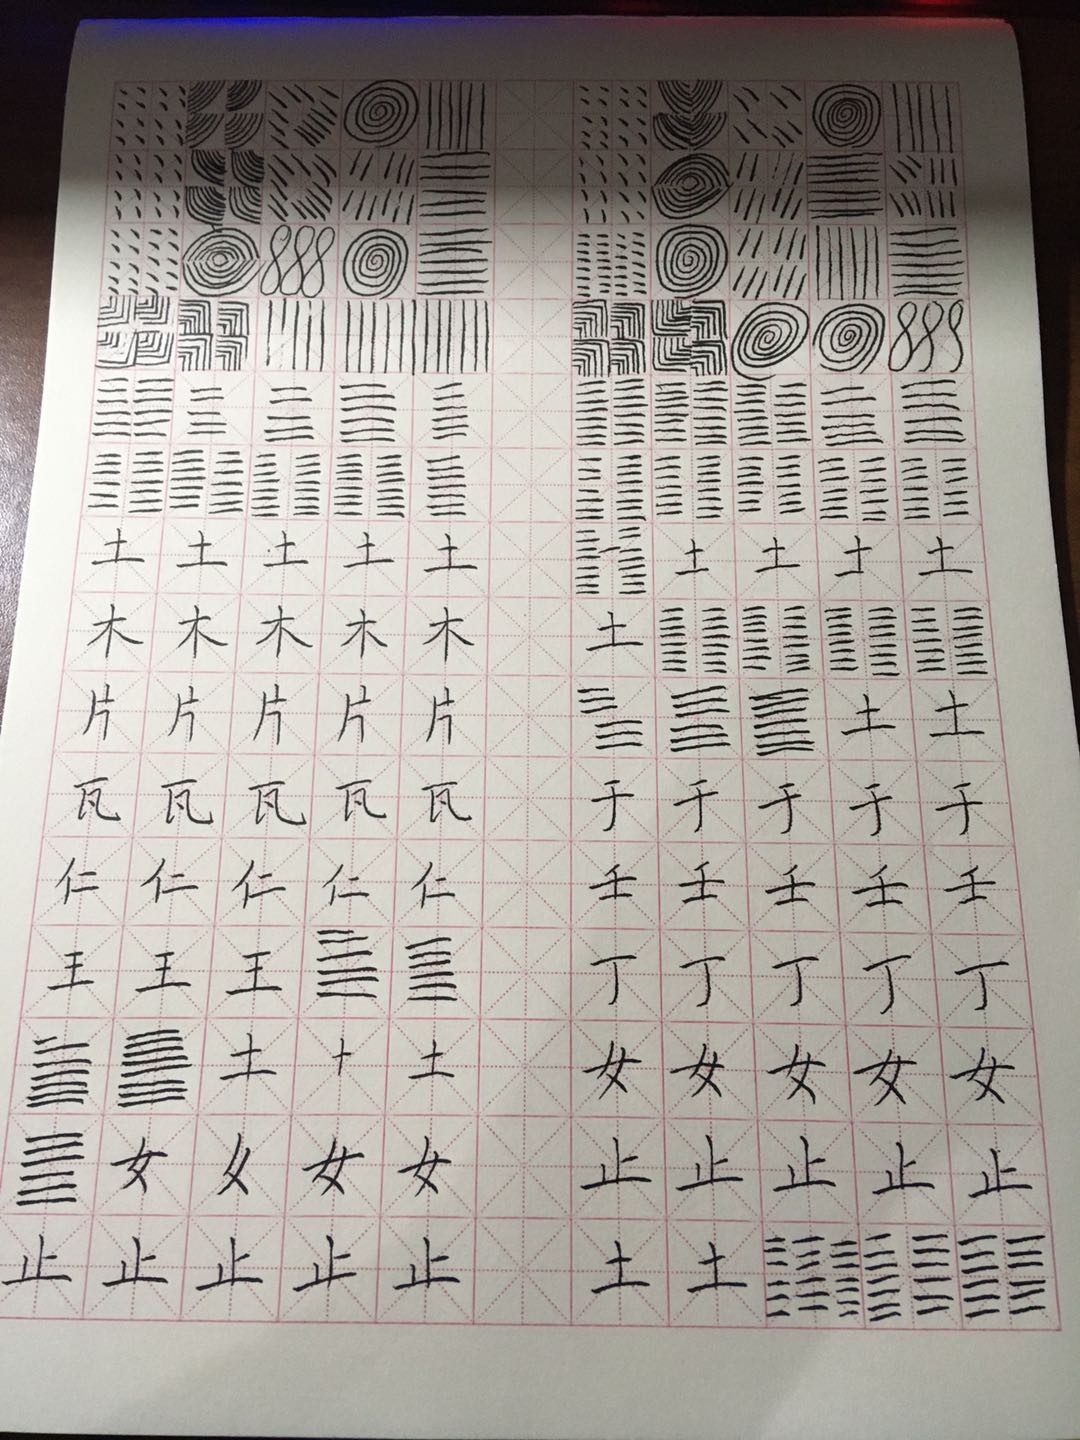 土 土 土 土 土 土 土 土 土
木 木 木 木 木 土
片 片 片 片 片 土 土
瓦 瓦 瓦 瓦 瓦 于 于 于 于 于
仁 仁 仁 仁 仁 壬 壬 壬 壬 壬
王 王 王 丁 丁 丁 丁 丁
土 十 土 女 女 女 女 女
女 女 女 止 止 止 止 止
止 止 止 止 止 土 土